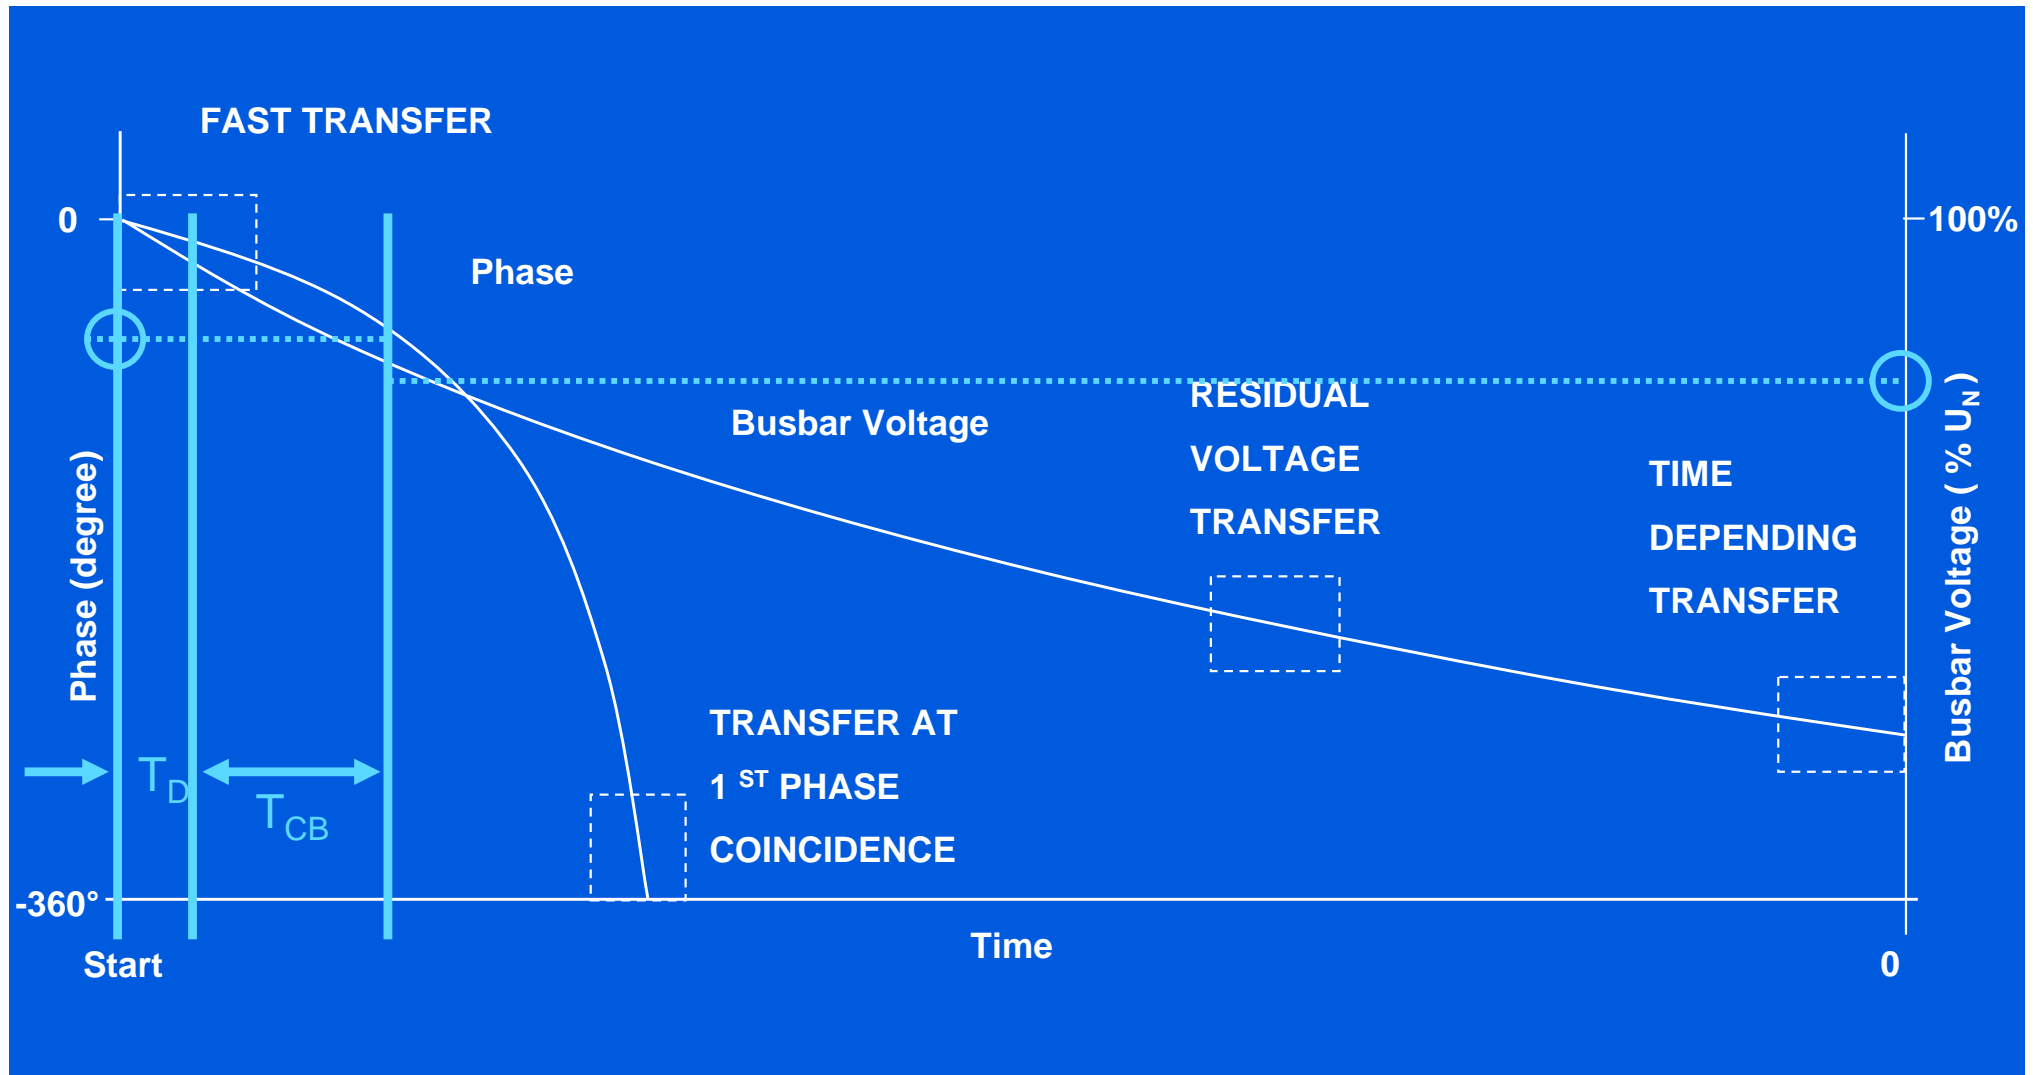 FAST TRANSFER
0
100%
Phase
RESIDUAL
VOLTAGE
TRANSFER
Busbar Voltage
TIME
DEPENDING
TRANSFER
Phase (degree)
Busbar Voltage ( % UN)
TRANSFER AT
1 ST PHASE
COINCIDENCE
TD
TCB
-360°
Start
Time
0